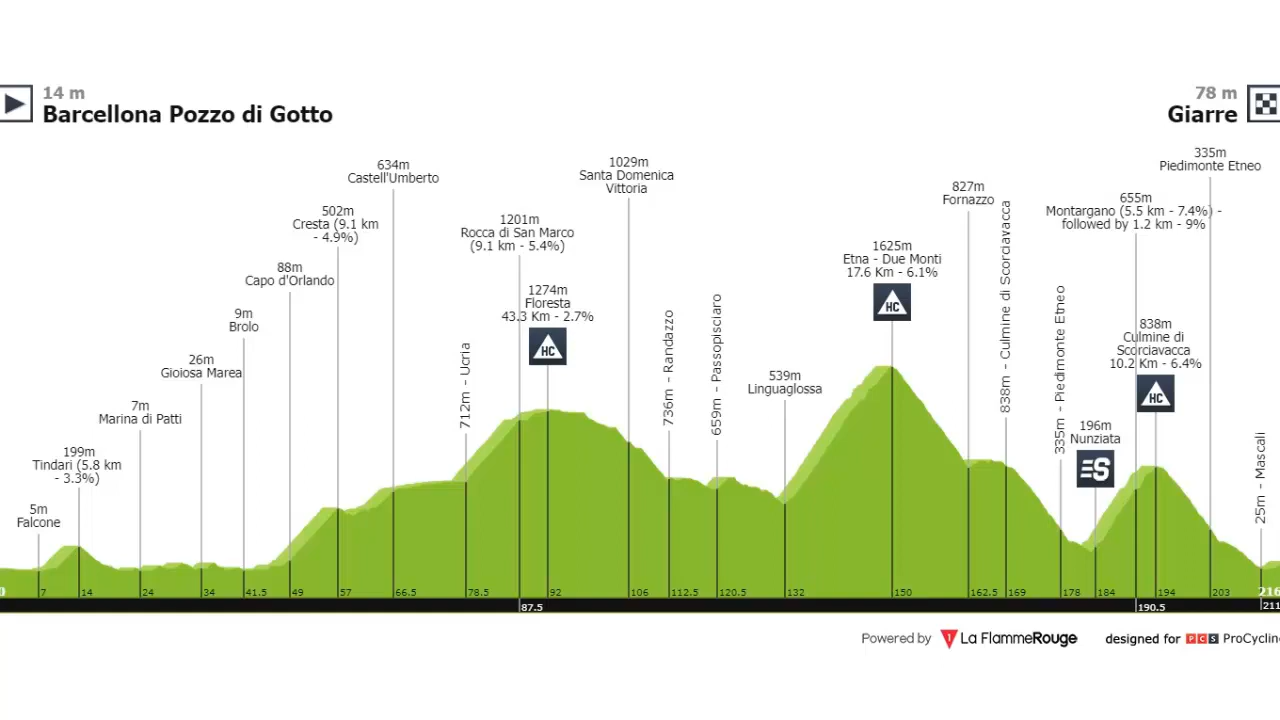 14 m
Barcellona Pozzo di Gotto
78 m
Giarre
5m
Falcone
199m
Tindari (5.8 km
- 3.3%)
7m
Marina di Patti
26m
Gioiosa Marea
9m
Brolo
88m
Capo d'Orlando
502m
Cresta (9.1 km
- 4.9%)
634m
Castell'Umberto
712m - Ucria
1201m
Rocca di San Marco
(9.1 km - 5.4%)
1274m
Floresta
43.3 Km - 2.7%
HC
1029m
Santa Domenica
Vittoria
736m - Randazzo
659m - Passopisciaro
539m
Linguaglossa
1625m
Etna - Due Monti
17.6 Km - 6.1%
HC
827m
Fornazzo
838m - Culmine di Scorciavacca
335m - Piedimonte Etneo
196m
Nunziata
S
655m
Montargano (5.5 km - 7.4%) -
followed by 1.2 km - 9%
838m
Culmine di
Scorciavacca
10.2 Km - 6.4%
HC
335m
Piedimonte Etneo
25m - Mascali
0 7 14 24 34 41.5 49 57 66.5 78.5 92 106 112.5 120.5 132 150 162.5 169 178 184 194 203 216
87.5 190.5 211
Powered by La FlammeRouge designed for PCS ProCycling